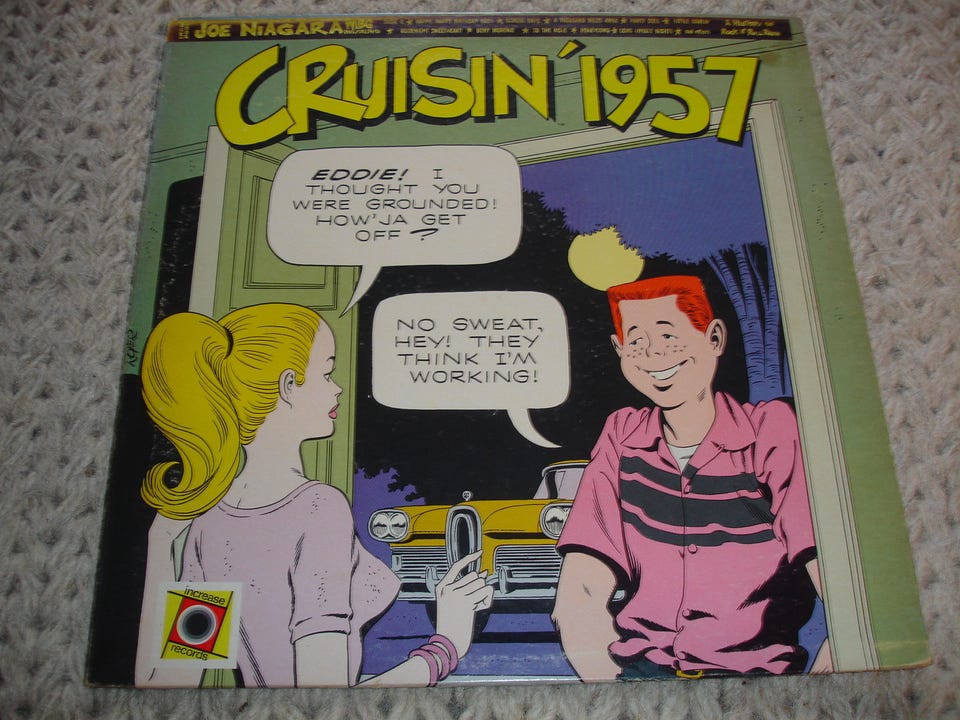 JOE NIAGARA WIBG
CRUISIN' 1957
EDDIE! I
THOUGHT YOU
WERE GROUNDED!
HOW'JA GET
OFF?
NO SWEAT,
HEY! THEY
THINK I'M
WORKING!
increase
records